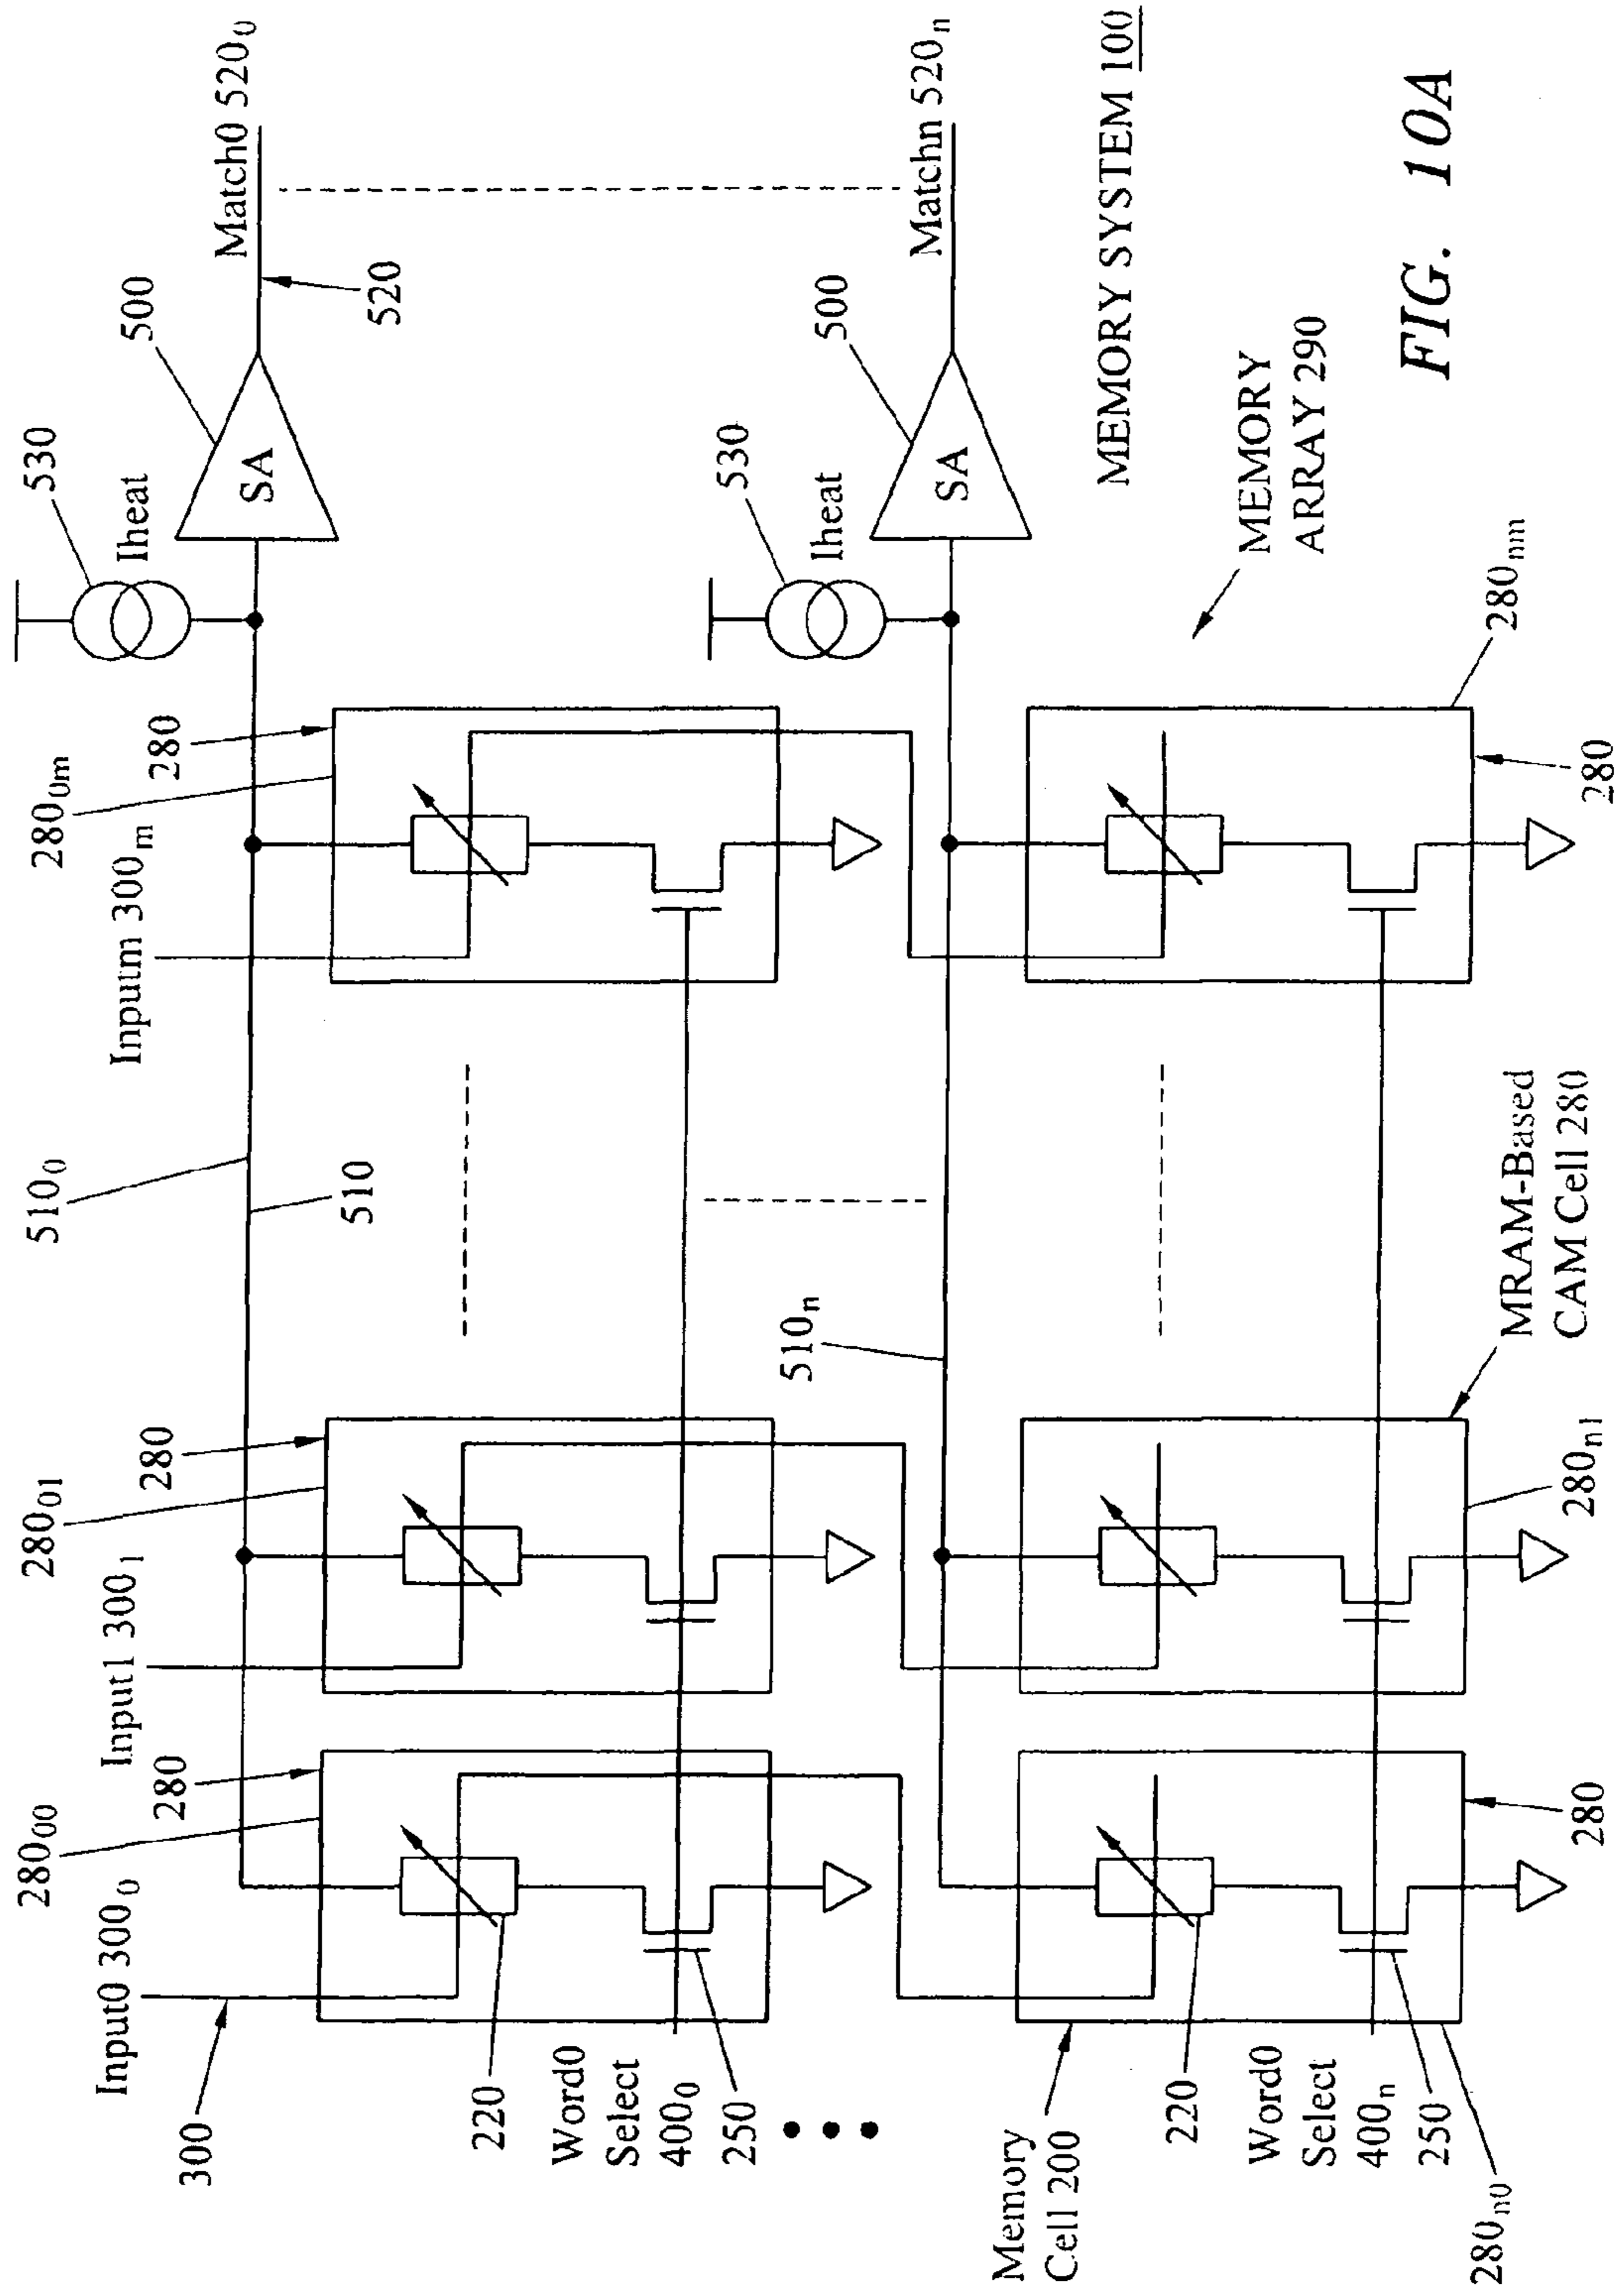 280₀₀
280₀₁
510₀
280₀ₘ
530
500
Input0 300₀
280
Input1 300₁
280
510
Inputm 300ₘ
280
Iheat
SA
Match0 520₀
520
300
220
Word0
Select
400₀
250
510ₙ
530
500
Iheat
SA
Matchn 520ₙ
Memory
Cell 200
220
Word0
Select
400ₙ
250
280ₙ₀
280
280ₙ₁
MRAM-Based
CAM Cell 280
280
280ₙₘ
MEMORY
ARRAY 290
MEMORY SYSTEM 100
FIG. 10A